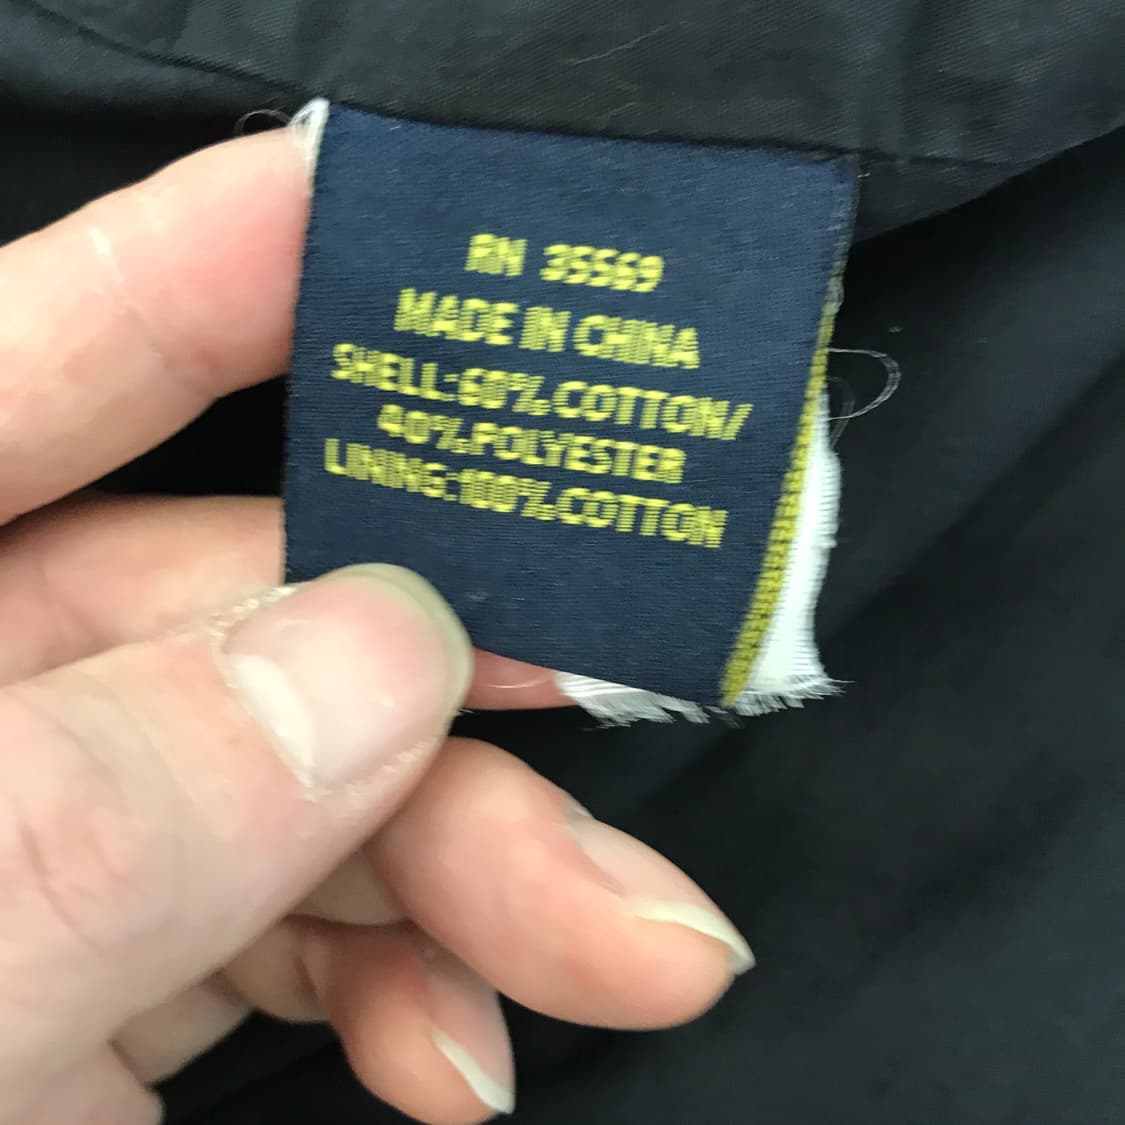 RN 35569
MADE IN CHINA
SHELL:60%COTTON/
40%POLYESTER
LINING:100%COTTON